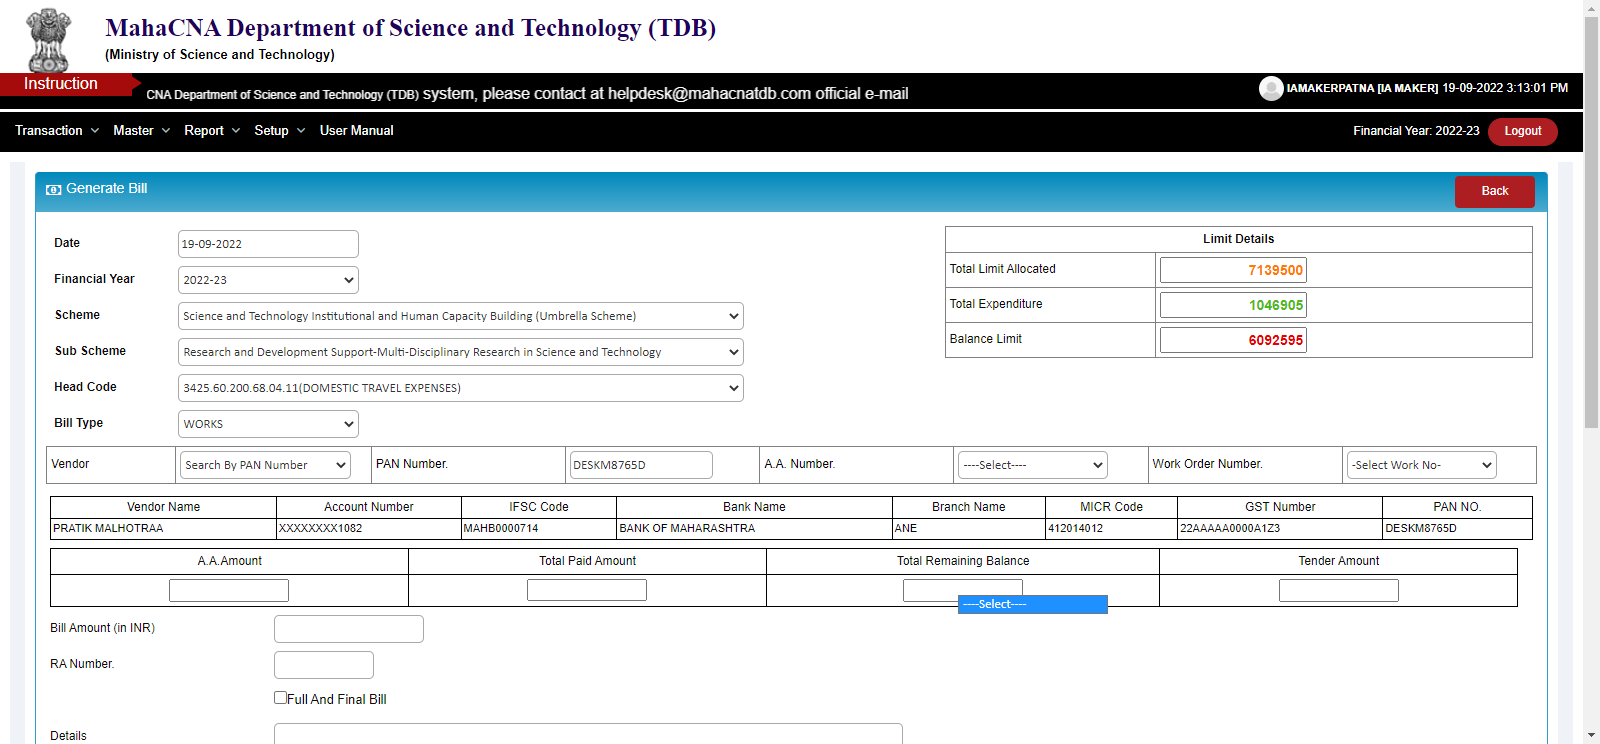 MahaCNA Department of Science and Technology (TDB)
(Ministry of Science and Technology)
Instruction
CNA Department of Science and Technology (TDB) system, please contact at helpdesk@mahacnatdb.com official e-mail
IAMAKERPATNA [IA MAKER] 19-09-2022 3:13:01 PM
Transaction Master Report Setup User Manual
Financial Year: 2022-23 Logout
Generate Bill Back
Date 19-09-2022
Financial Year 2022-23
Scheme Science and Technology Institutional and Human Capacity Building (Umbrella Scheme)
Sub Scheme Research and Development Support-Multi-Disciplinary Research in Science and Technology
Head Code 3425.60.200.68.04.11(DOMESTIC TRAVEL EXPENSES)
Bill Type WORKS
Limit Details
Total Limit Allocated 7139500
Total Expenditure 1046905
Balance Limit 6092595
Vendor Search By PAN Number PAN Number. DESKM8765D A.A. Number. ----Select---- Work Order Number. -Select Work No-
Vendor Name Account Number IFSC Code Bank Name Branch Name MICR Code GST Number PAN NO.
PRATIK MALHOTRAA XXXXXXXX1082 MAHB0000714 BANK OF MAHARASHTRA ANE 412014012 22AAAAA0000A1Z3 DESKM8765D
A.A.Amount Total Paid Amount Total Remaining Balance Tender Amount
----Select----
Bill Amount (in INR)
RA Number.
Full And Final Bill
Details